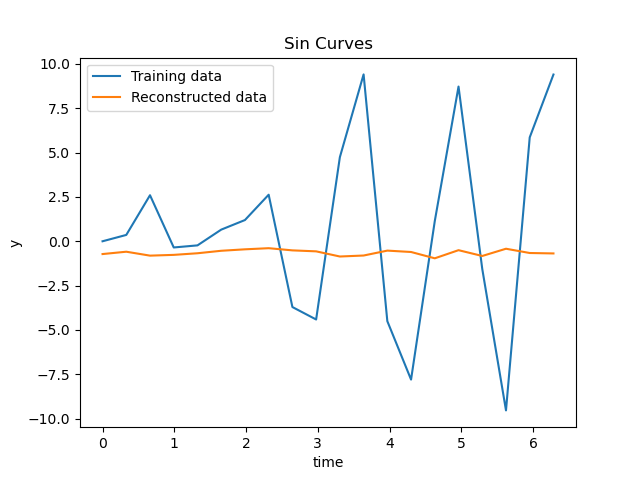 Sin Curves
Training data
Reconstructed data
10.0
7.5
5.0
2.5
0.0
−2.5
−5.0
−7.5
−10.0
y
0 1 2 3 4 5 6
time